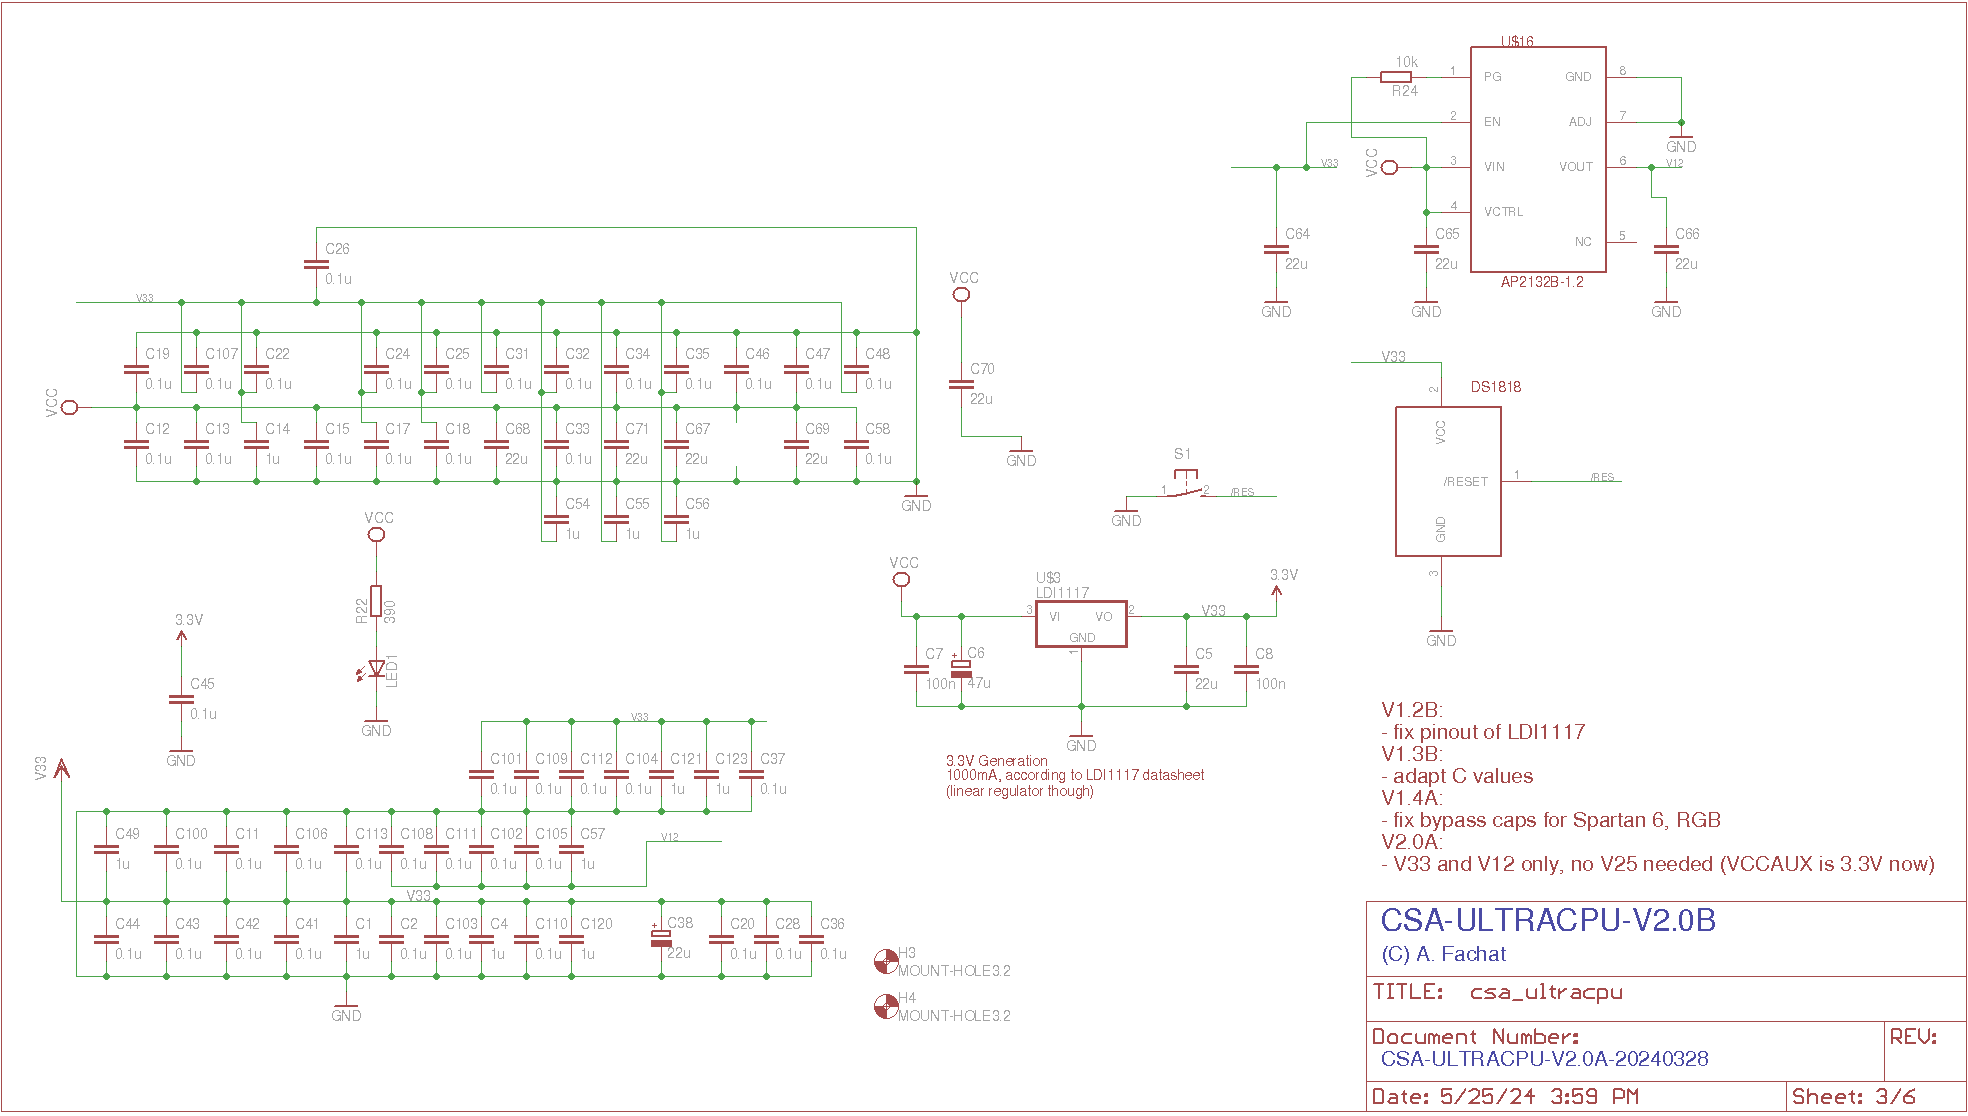 U$16
10k
R24
1 PG GND 8
2 EN ADJ 7
GND
V33 VCC 3 VIN VOUT 6 V12
4 VCTRL
NC 5
C64 C65 C66
22u 22u 22u
AP2132B-1.2
GND GND GND
C26
0.1u
V33
C19 C107 C22 C24 C25 C31 C32 C34 C35 C46 C47 C48
0.1u 0.1u 0.1u 0.1u 0.1u 0.1u 0.1u 0.1u 0.1u 0.1u 0.1u 0.1u
VCC
C12 C13 C14 C15 C17 C18 C68 C33 C71 C67 C69 C58
0.1u 0.1u 1u 0.1u 0.1u 0.1u 22u 0.1u 22u 22u 22u 0.1u
C54 C55 C56
1u 1u 1u
GND
VCC
C70
22u
GND
V33
DS1818
2
VCC
/RESET 1 /RES
GND
3
GND
S1
1 2 /RES
GND
VCC
R22
390
LED1
GND
3.3V
C45
0.1u
GND
VCC
U$3
LDI1117
3.3V
3 VI VO 2 V33
GND
1
C7 C6 C5 C8
100n + 47u 22u 100n
GND
3.3V Generation
1000mA, according to LDI1117 datasheet
(linear regulator though)
V33
V33
C101 C109 C112 C104 C121 C123 C37
0.1u 0.1u 0.1u 0.1u 1u 1u 0.1u
C49 C100 C11 C106 C113 C108 C111 C102 C105 C57
1u 0.1u 0.1u 0.1u 0.1u 0.1u 0.1u 0.1u 0.1u 1u
V12
V33
C44 C43 C42 C41 C1 C2 C103 C4 C110 C120 + C38 C20 C28 C36
0.1u 0.1u 0.1u 0.1u 1u 0.1u 0.1u 1u 0.1u 1u 22u 0.1u 0.1u 0.1u
GND
H3
MOUNT-HOLE3.2
H4
MOUNT-HOLE3.2
V1.2B:
- fix pinout of LDI1117
V1.3B:
- adapt C values
V1.4A:
- fix bypass caps for Spartan 6, RGB
V2.0A:
- V33 and V12 only, no V25 needed (VCCAUX is 3.3V now)
CSA-ULTRACPU-V2.0B
(C) A. Fachat
TITLE: csa_ultracpu
Document Number:
CSA-ULTRACPU-V2.0A-20240328
REV:
Date: 5/25/24 3:59 PM
Sheet: 3/6